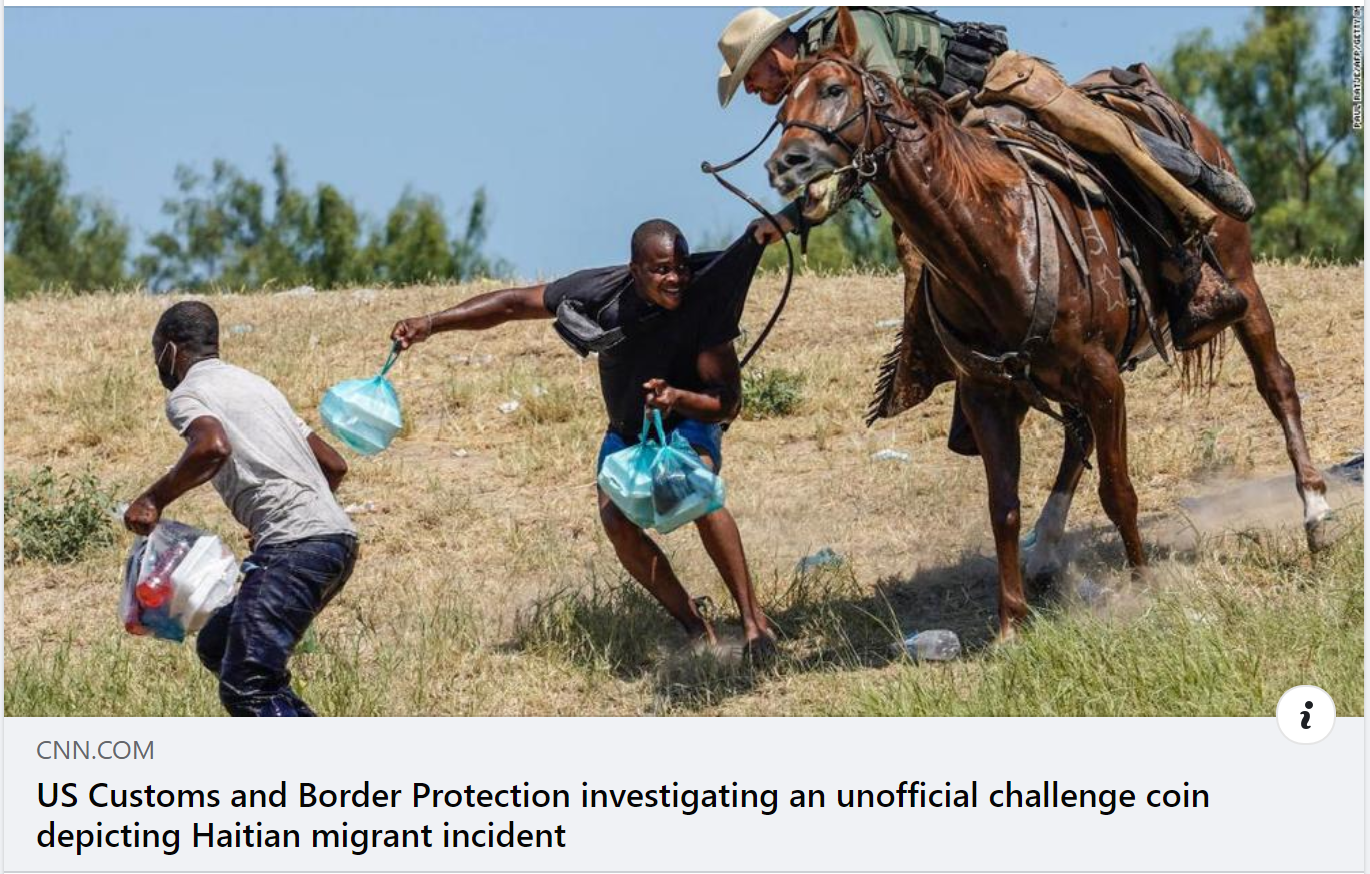 PAUL RATJE/AFP/GETTY IM
CNN.COM
US Customs and Border Protection investigating an unofficial challenge coin
depicting Haitian migrant incident